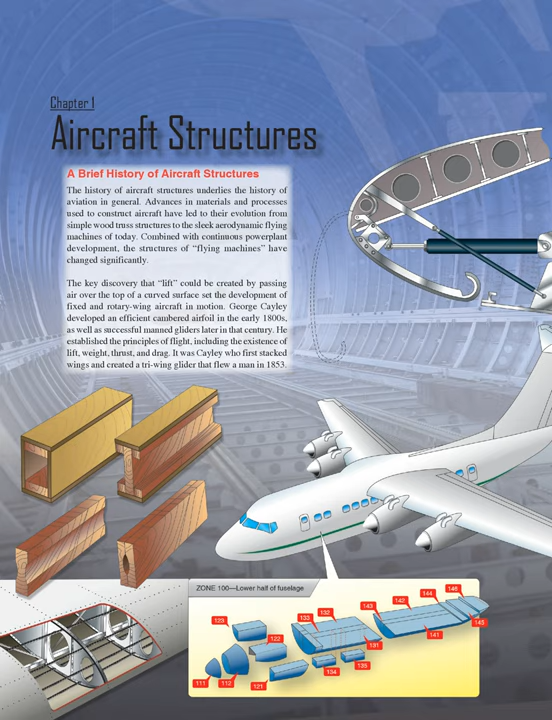 Chapter 1
Aircraft Structures
A Brief History of Aircraft Structures
The history of aircraft structures underlies the history of
aviation in general. Advances in materials and processes
used to construct aircraft have led to their evolution from
simple wood truss structures to the sleek aerodynamic flying
machines of today. Combined with continuous powerplant
development, the structures of “flying machines” have
changed significantly.
The key discovery that “lift” could be created by passing
air over the top of a curved surface set the development of
fixed and rotary-wing aircraft in motion. George Cayley
developed an efficient cambered airfoil in the early 1800s,
as well as successful manned gliders later in that century. He
established the principles of flight, including the existence of
lift, weight, thrust, and drag. It was Cayley who first stacked
wings and created a tri-wing glider that flew a man in 1853.
ZONE 100—Lower half of fuselage
146
144
142
143
132
133
123
145
122
141
131
135
134
111
112
121